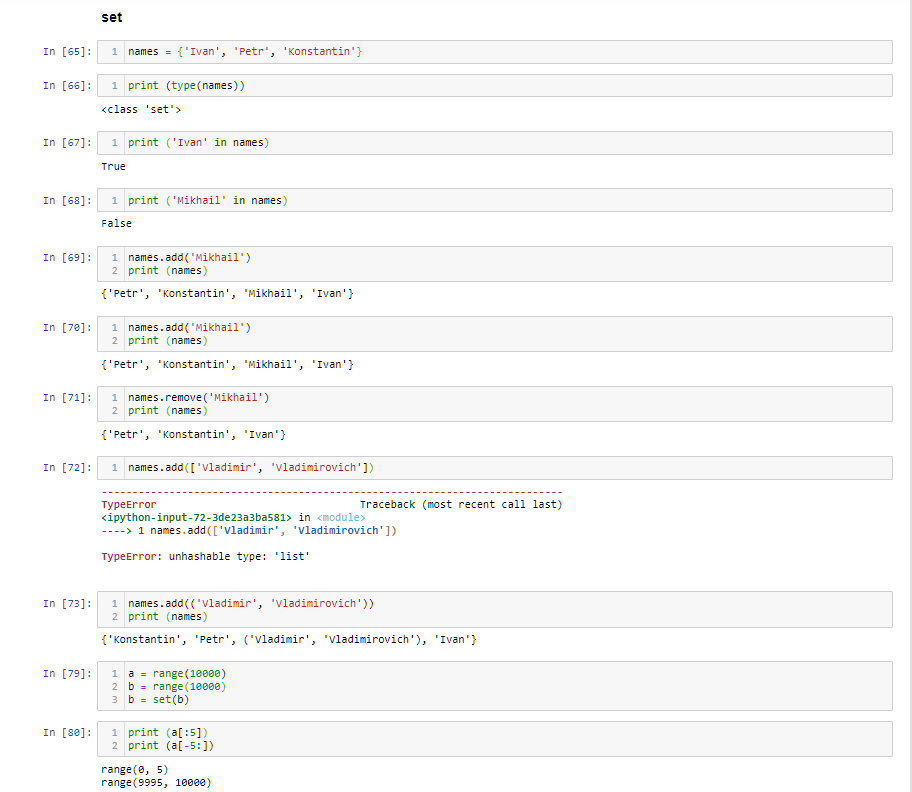 set
In [65]: 1 names = {'Ivan', 'Petr', 'Konstantin'}
In [66]: 1 print (type(names))
<class 'set'>
In [67]: 1 print ('Ivan' in names)
True
In [68]: 1 print ('Mikhail' in names)
False
In [69]: 1 names.add('Mikhail')
2 print (names)
{'Petr', 'Konstantin', 'Mikhail', 'Ivan'}
In [70]: 1 names.add('Mikhail')
2 print (names)
{'Petr', 'Konstantin', 'Mikhail', 'Ivan'}
In [71]: 1 names.remove('Mikhail')
2 print (names)
{'Petr', 'Konstantin', 'Ivan'}
In [72]: 1 names.add(['Vladimir', 'Vladimirovich'])
---------------------------------------------------------------------------
TypeError Traceback (most recent call last)
<ipython-input-72-3de23a3ba581> in <module>
----> 1 names.add(['Vladimir', 'Vladimirovich'])
TypeError: unhashable type: 'list'
In [73]: 1 names.add(('Vladimir', 'Vladimirovich'))
2 print (names)
{'Konstantin', 'Petr', ('Vladimir', 'Vladimirovich'), 'Ivan'}
In [79]: 1 a = range(10000)
2 b = range(10000)
3 b = set(b)
In [80]: 1 print (a[:5])
2 print (a[-5:])
range(0, 5)
range(9995, 10000)